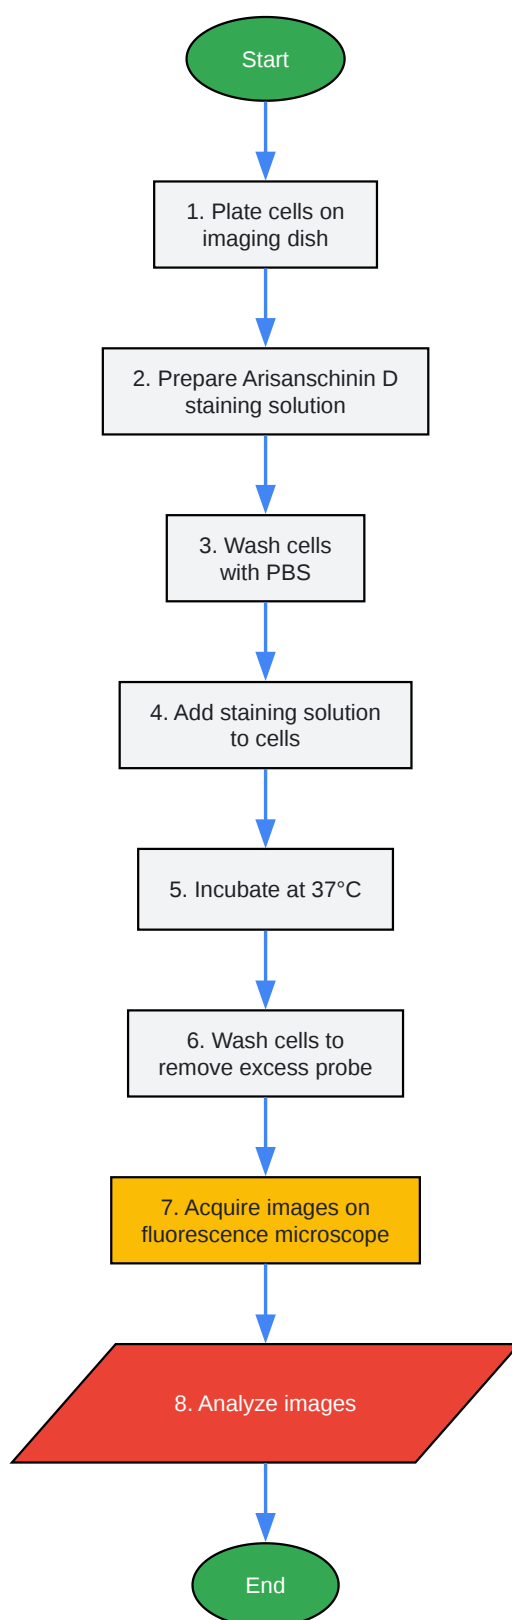 Start
1. Plate cells on
imaging dish
2. Prepare Arisanschinin D
staining solution
3. Wash cells
with PBS
4. Add staining solution
to cells
5. Incubate at 37°C
6. Wash cells to
remove excess probe
7. Acquire images on
fluorescence microscope
8. Analyze images
End